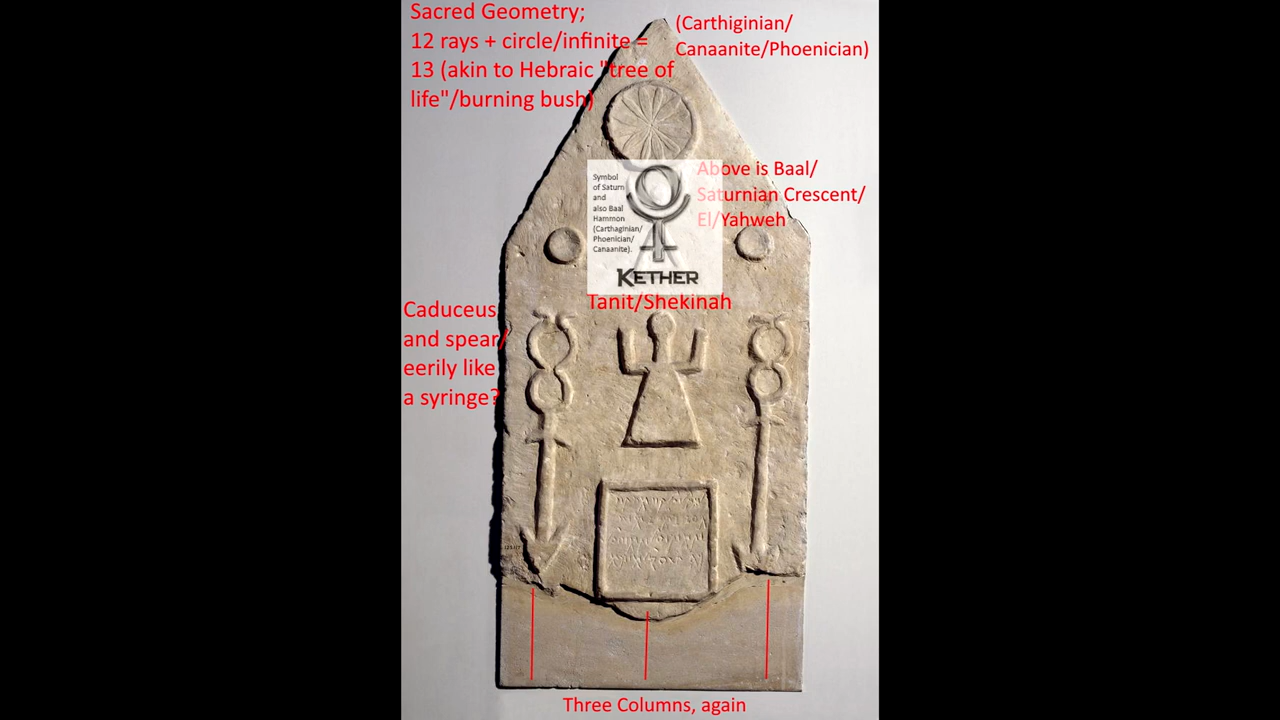 Sacred Geometry;
12 rays + circle/infinite =
13 (akin to Hebraic "tree of
life"/burning bush)
(Carthiginian/
Canaanite/Phoenician)
Above is Baal/
Saturnian Crescent/
El/Yahweh
Symbol
of Saturn
and
also Baal
Hammon
(Carthaginian/
Phoenician/
Canaanite).
KETHER
Tanit/Shekinah
Caduceus
and spear/
eerily like
a syringe?
Three Columns, again